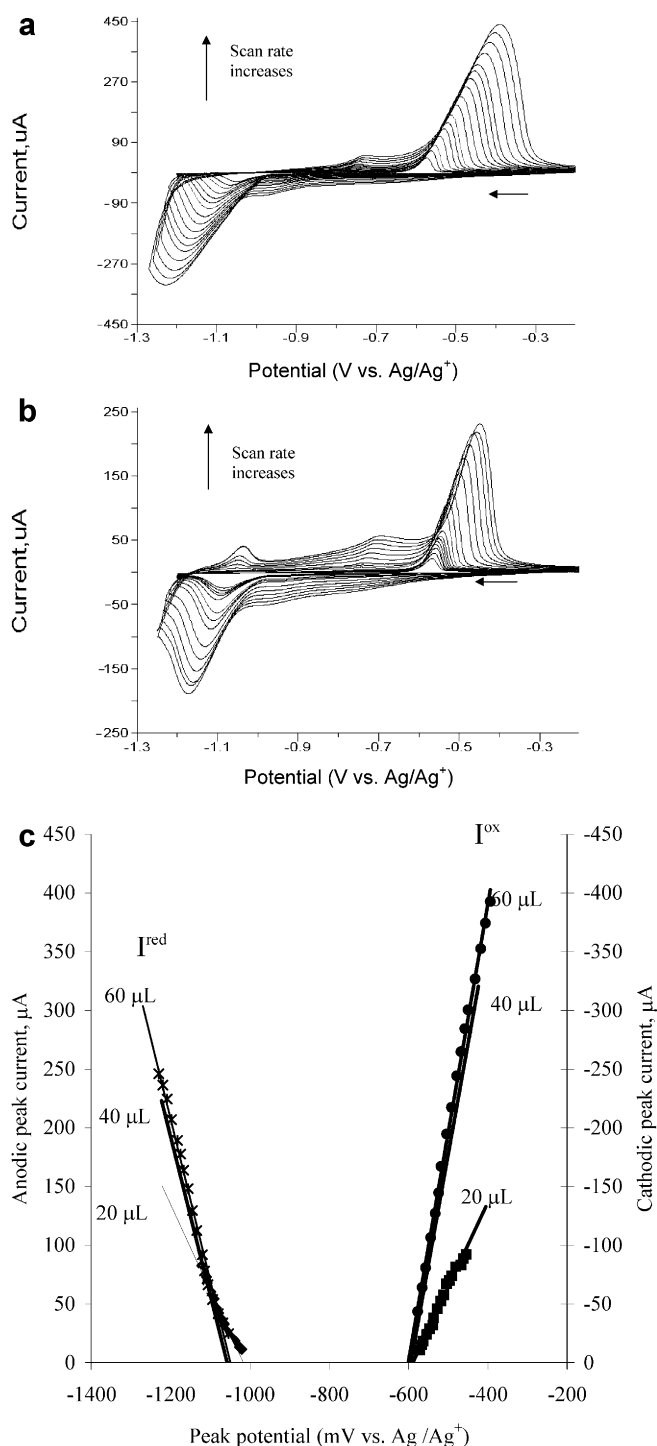 a
450
Scan rate
increases
270
90
-90
-270
-450
Current,uA
-1.3
-1.1
-0.9
-0.7
-0.5
-0.3
Potential (V vs. Ag/Ag+)
b
250
Scan rate
increases
150
50
-50
-150
-250
Current,uA
-1.3
-1.1
-0.9
-0.7
-0.5
-0.3
Potential (V vs. Ag/Ag+)
c
450
400
350
300
250
200
150
100
50
0
Anodic peak current, µA
I red
60 µL
40 µL
20 µL
I ox
60 µL
40 µL
20 µL
-450
-400
-350
-300
-250
-200
-150
-100
-50
0
Cathodic peak current, µA
-1400
-1200
-1000
-800
-600
-400
-200
Peak potential (mV vs. Ag /Ag+)